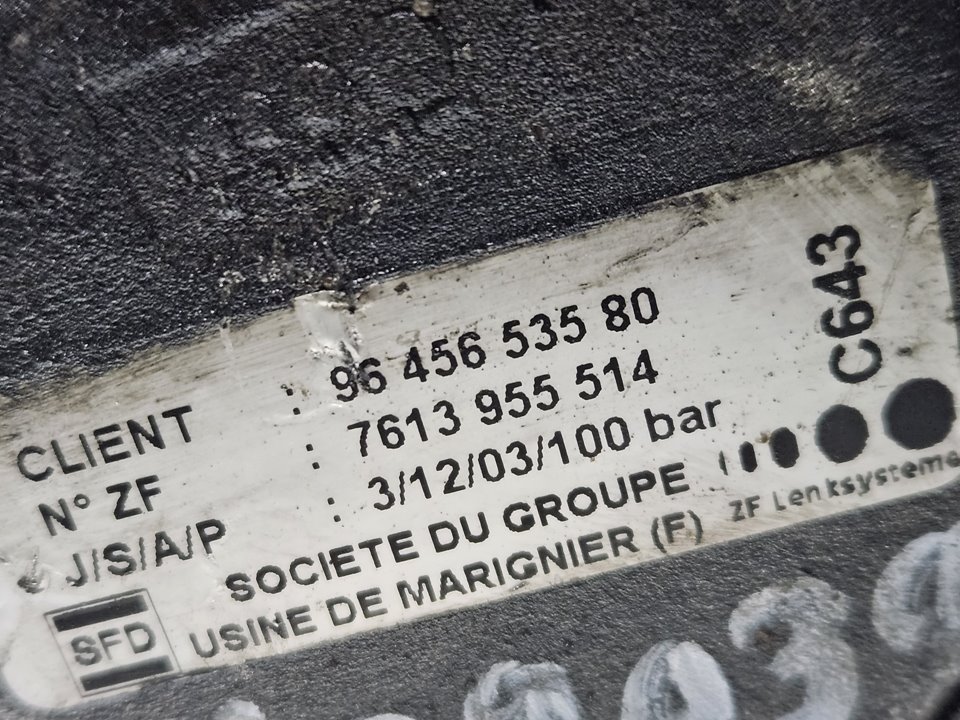 CLIENT : 96 456 535 80
N° ZF : 7613 955 514
J/S/A/P : 3/12/03/100 bar
C643
SOCIETE DU GROUPE
ZF Lenksysteme
SFD
USINE DE MARIGNIER (F)